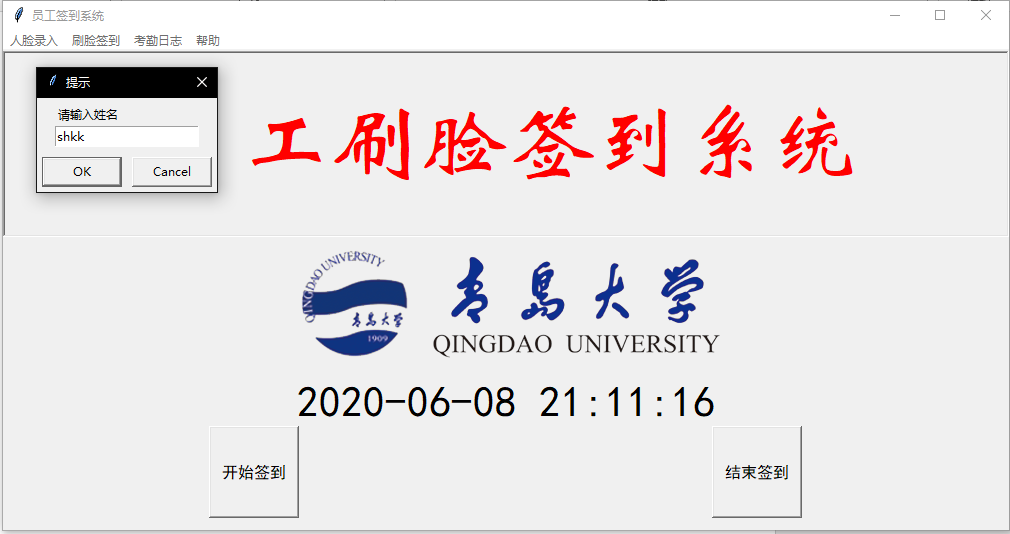 员工签到系统
人脸录入 刷脸签到 考勤日志 帮助
提示
请输入姓名
shkk
OK Cancel
工刷脸签到系统
QINGDAO UNIVERSITY
青岛大学
1909
青岛大学
QINGDAO UNIVERSITY
2020-06-08 21:11:16
开始签到 结束签到